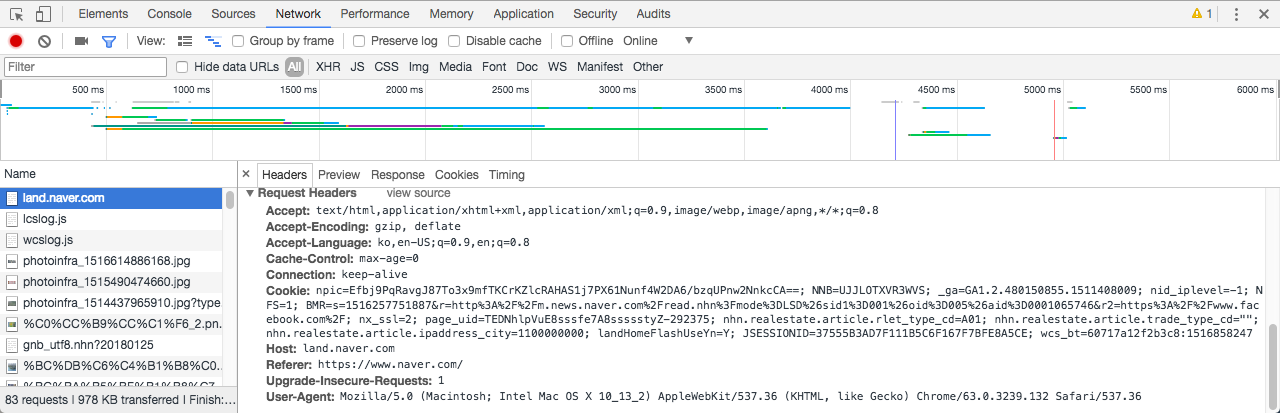 Elements Console Sources Network Performance Memory Application Security Audits 1
View: Group by frame Preserve log Disable cache Offline Online
Filter Hide data URLs All XHR JS CSS Img Media Font Doc WS Manifest Other
500 ms 1000 ms 1500 ms 2000 ms 2500 ms 3000 ms 3500 ms 4000 ms 4500 ms 5000 ms 5500 ms 6000 ms
Name
land.naver.com
lcslog.js
wcslog.js
photoinfra_1516614886168.jpg
photoinfra_1515490474660.jpg
photoinfra_1514437965910.jpg?type
%C0%CC%B9%CC%C1%F6_2.pn.
gnb_utf8.nhn?20180125
%BC%DB%C6%C4%B1%B8%C0...
83 requests | 978 KB transferred | Finish:...
Headers Preview Response Cookies Timing
Request Headers view source
Accept: text/html,application/xhtml+xml,application/xml;q=0.9,image/webp,image/apng,*/*;q=0.8
Accept-Encoding: gzip, deflate
Accept-Language: ko,en-US;q=0.9,en;q=0.8
Cache-Control: max-age=0
Connection: keep-alive
Cookie: npic=Efbj9PqRavgJ87To3x9mfTKCrKZlcRAHAS1j7PX61Nunf4W2DA6/bzqUPnw2NnkcCA==; NNB=UJJLOTXVR3WVS; _ga=GA1.2.480150855.1511408009; nid_iplevel=-1; N
FS=1; BMR=s=1516257751887&r=http%3A%2F%2Fm.news.naver.com%2Fread.nhn%3Fmode%3DLSD%26sid1%3D001%26oid%3D005%26aid%3D0001065746&r2=https%3A%2F%2Fwww.fac
ebook.com%2F; nx_ssl=2; page_uid=TEDNhlpVuE8sssfe7A8ssssstyZ-292375; nhn.realestate.article.rlet_type_cd=A01; nhn.realestate.article.trade_type_cd="";
nhn.realestate.article.ipaddress_city=1100000000; landHomeFlashUseYn=Y; JSESSIONID=37555B3AD7F111B5C6F167F7BFE8A5CE; wcs_bt=60717a12f2b3c8:1516858247
Host: land.naver.com
Referer: https://www.naver.com/
Upgrade-Insecure-Requests: 1
User-Agent: Mozilla/5.0 (Macintosh; Intel Mac OS X 10_13_2) AppleWebKit/537.36 (KHTML, like Gecko) Chrome/63.0.3239.132 Safari/537.36